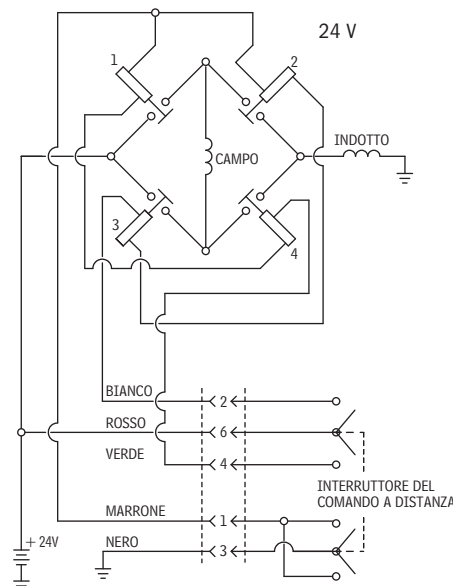 24 V
1
2
INDOTTO
CAMPO
3
4
BIANCO
2
ROSSO
6
VERDE
4
INTERRUTTORE DEL
COMANDO A DISTANZA
MARRONE
1
+ 24V
NERO
3